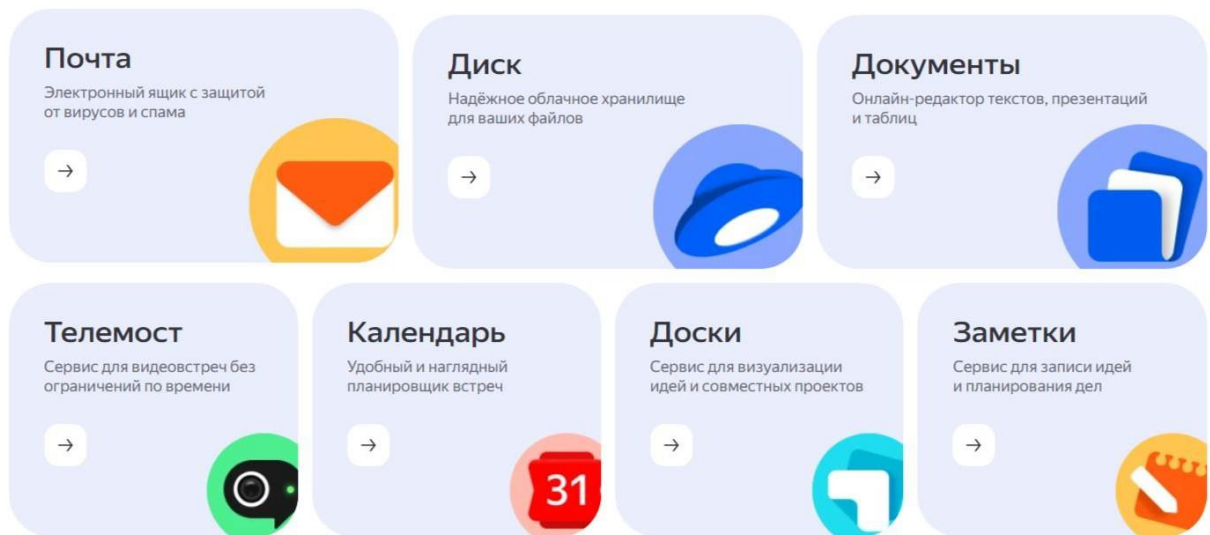 Почта
Электронный ящик с защитой
от вирусов и спама
Диск
Надёжное облачное хранилище
для ваших файлов
Документы
Онлайн-редактор текстов, презентаций
и таблиц
Телемост
Сервис для видеовстреч без
ограничений по времени
Календарь
Удобный и наглядный
планировщик встреч
31
Доски
Сервис для визуализации
идей и совместных проектов
Заметки
Сервис для записи идей
и планирования дел